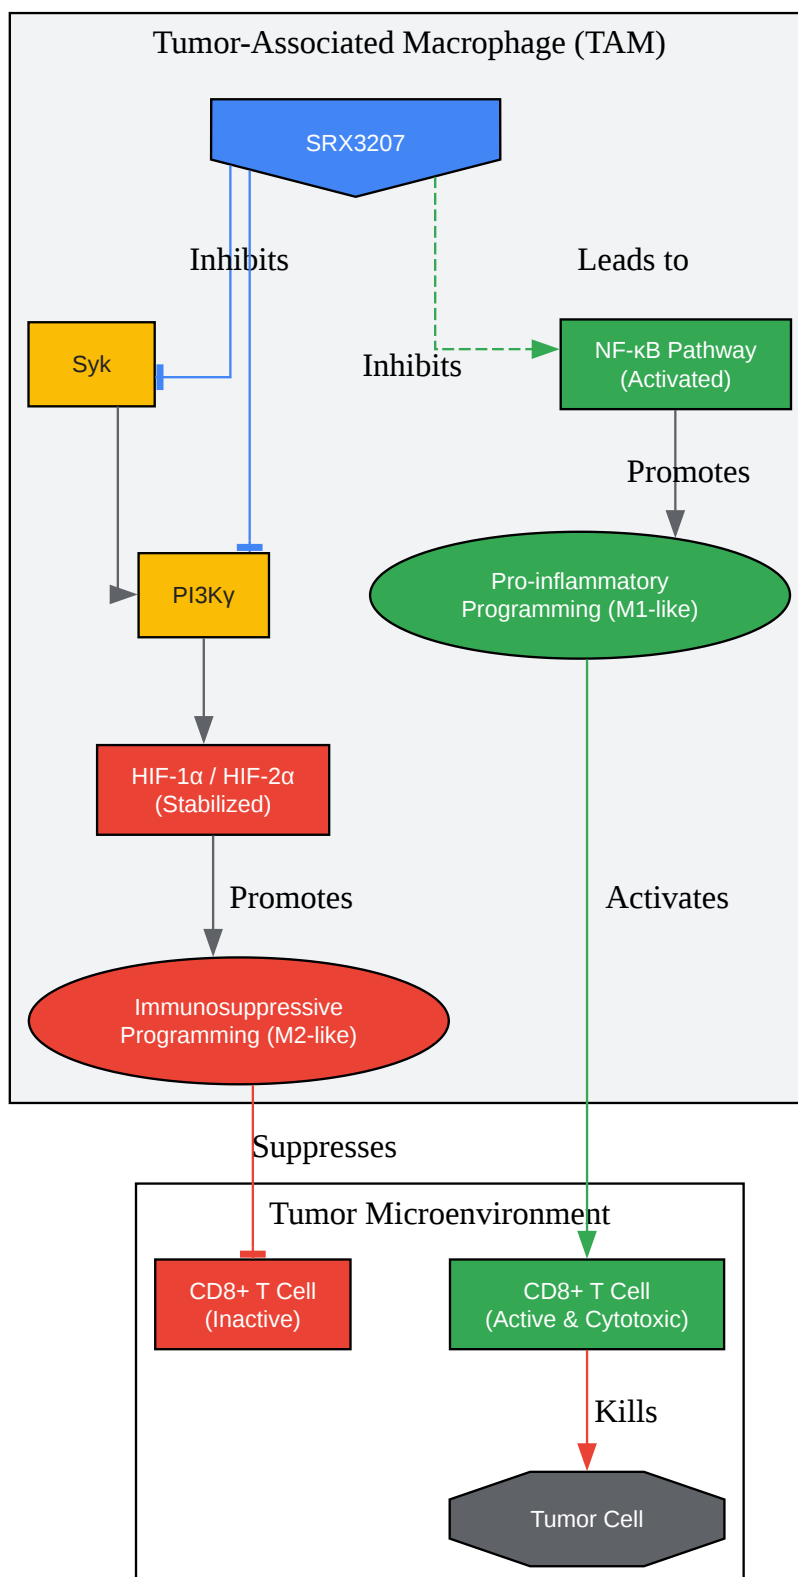 Tumor-Associated Macrophage (TAM)
SRX3207
Inhibits
Leads to
Syk
Inhibits
NF-κB Pathway
(Activated)
Promotes
PI3Kγ
Pro-inflammatory
Programming (M1-like)
HIF-1α / HIF-2α
(Stabilized)
Promotes
Activates
Immunosuppressive
Programming (M2-like)
Suppresses
Tumor Microenvironment
CD8+ T Cell
(Inactive)
CD8+ T Cell
(Active & Cytotoxic)
Kills
Tumor Cell